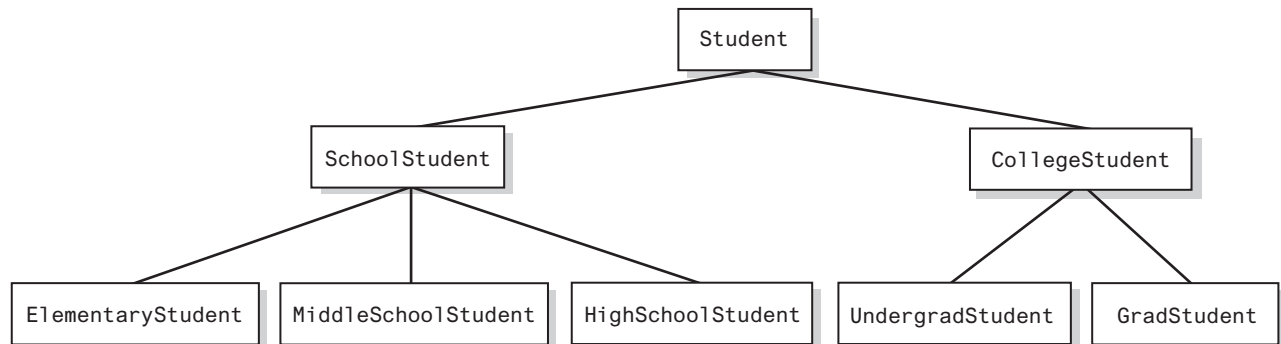 Student
SchoolStudent
CollegeStudent
ElementaryStudent
MiddleSchoolStudent
HighSchoolStudent
UndergradStudent
GradStudent